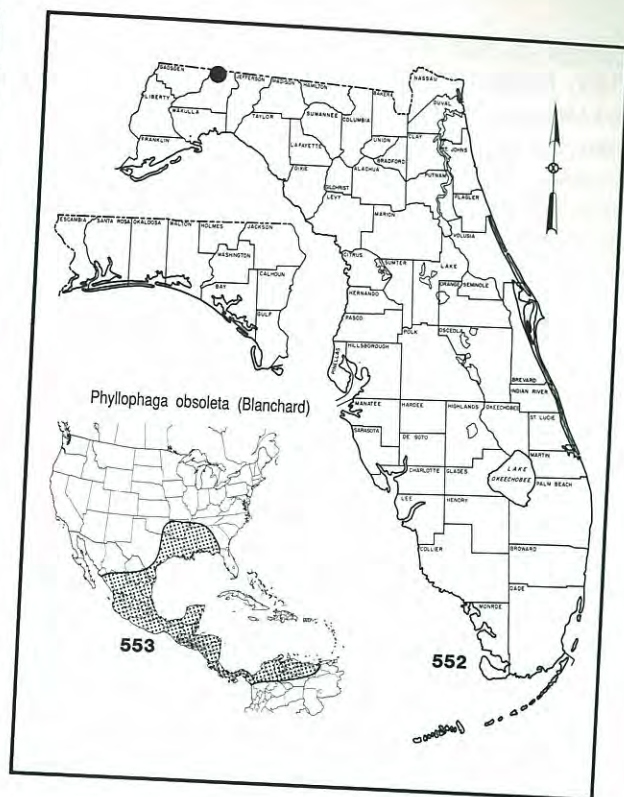 GADSDEN
JEFFERSON
MADISON
HAMILTON
BAKER
NASSAU
DUVAL
LIBERTY
WAKULLA
TAYLOR
SUWANNEE
COLUMBIA
UNION
CLAY
ST JOHNS
FRANKLIN
LAFAYETTE
BRADFORD
DIXIE
ALACHUA
PUTNAM
GILCHRIST
FLAGLER
LEVY
MARION
VOLUSIA
ESCAMBIA SANTA ROSA OKALOOSA WALTON HOLMES JACKSON
WASHINGTON
BAY
CALHOUN
GULF
CITRUS
SUMTER
LAKE
HERNANDO
ORANGE SEMINOLE
PASCO
POLK
OSCEOLA
PINELLAS
HILLSBOROUGH
BREVARD
INDIAN RIVER
Phyllophaga obsoleta (Blanchard)
MANATEE
HARDEE
HIGHLANDS
OKEECHOBEE
ST LUCIE
SARASOTA
DE SOTO
MARTIN
CHARLOTTE
GLADES
LAKE
OKEECHOBEE
PALM BEACH
LEE
HENDRY
COLLIER
BROWARD
DADE
MONROE
553
552